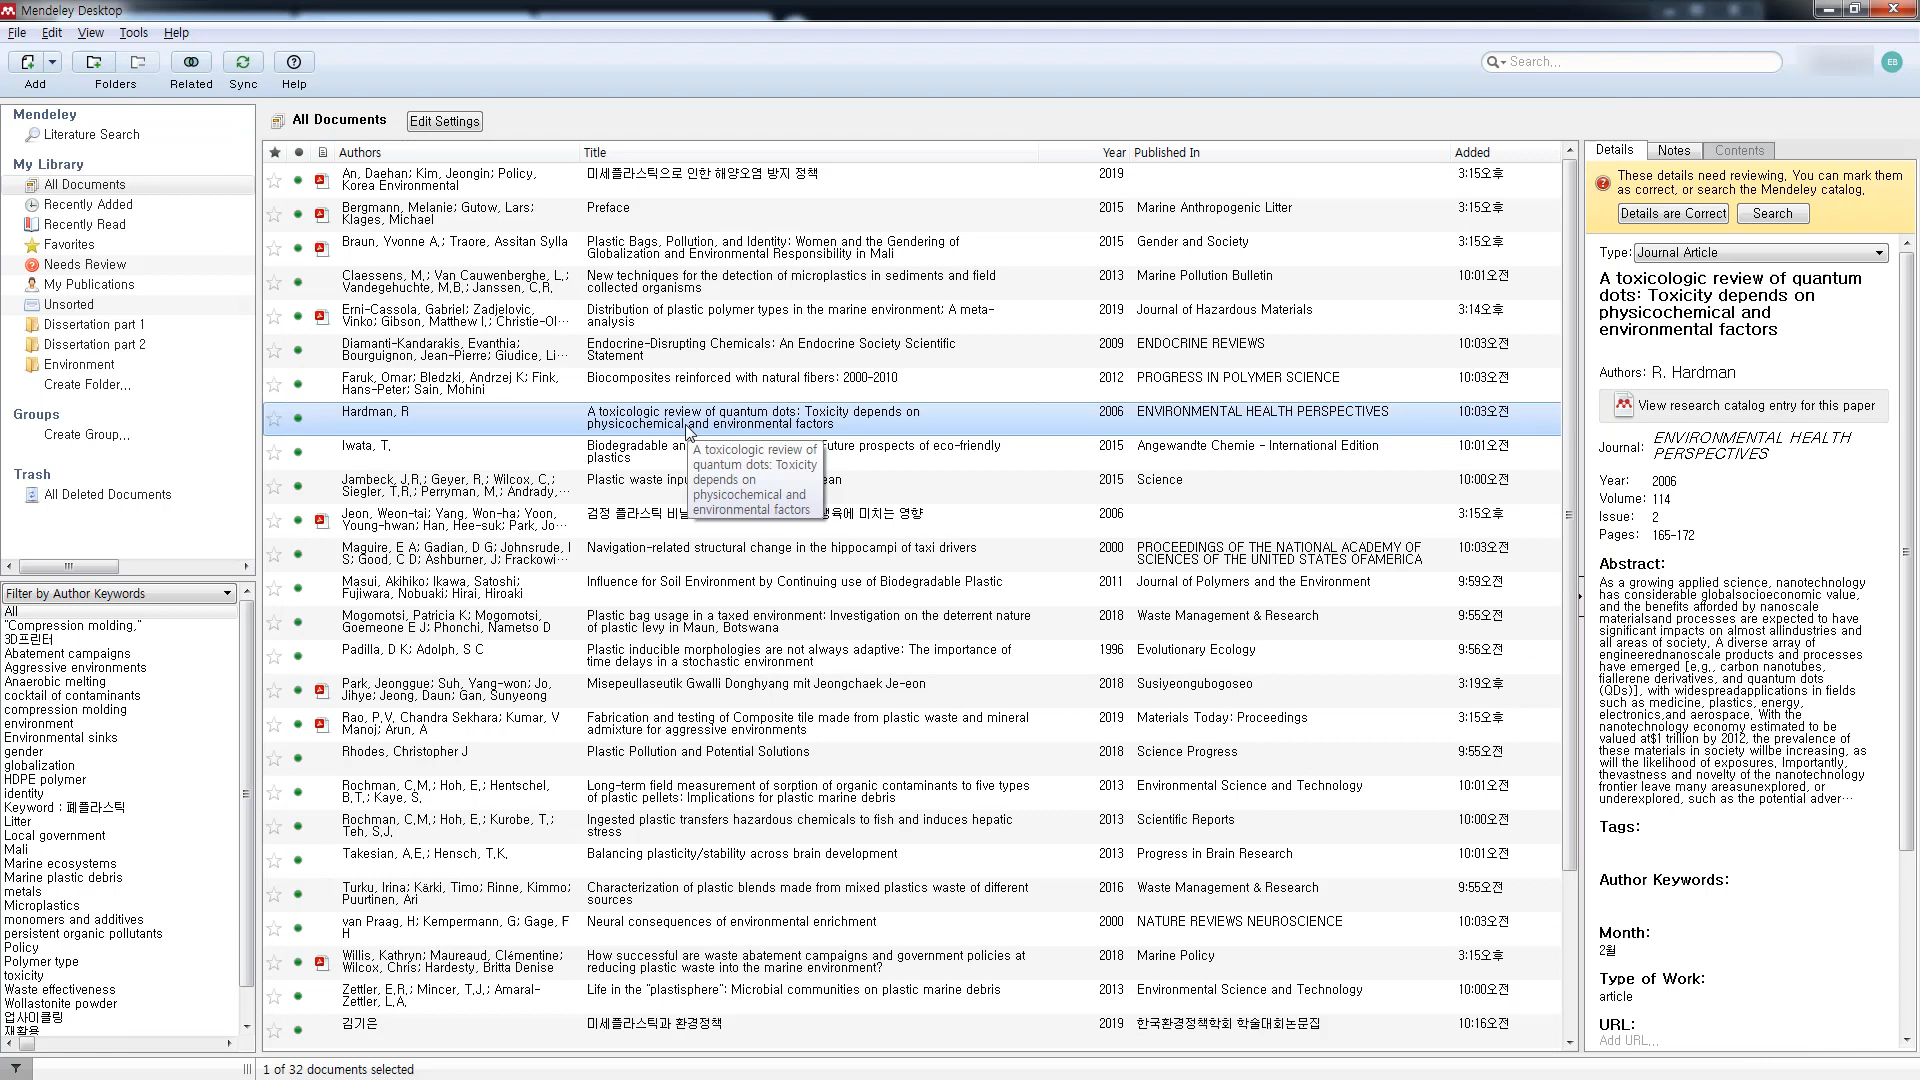 Mendeley Desktop
File Edit View Tools Help
Search...
EB
Add Folders Related Sync Help
Mendeley
Literature Search
My Library
All Documents
Recently Added
Recently Read
Favorites
Needs Review
My Publications
Unsorted
Dissertation part 1
Dissertation part 2
Environment
Create Folder...
Groups
Create Group...
Trash
All Deleted Documents
Filter by Author Keywords
All
"Compression molding,"
3D프린터
Abatement campaigns
Aggressive environments
Anaerobic melting
cocktail of contaminants
compression molding
environment
Environmental sinks
gender
globalization
HDPE polymer
identity
Keyword : 폐플라스틱
Litter
Local government
Mali
Marine ecosystems
Marine plastic debris
metals
Microplastics
monomers and additives
persistent organic pollutants
Policy
Polymer type
toxicity
Waste effectiveness
Wollastonite powder
업사이클링
재활용
All Documents Edit Settings
Authors Title Year Published In Added
An, Daehan; Kim, Jeongin; Policy, 미세플라스틱으로 인한 해양오염 방지 정책 2019 3:15오후
Korea Environmental
Bergmann, Melanie; Gutow, Lars; Preface 2015 Marine Anthropogenic Litter 3:15오후
Klages, Michael
Braun, Yvonne A.; Traore, Assitan Sylla Plastic Bags, Pollution, and Identity: Women and the Gendering of 2015 Gender and Society 3:15오후
Globalization and Environmental Responsibility in Mali
Claessens, M.; Van Cauwenberghe, L.; New techniques for the detection of microplastics in sediments and field 2013 Marine Pollution Bulletin 10:01오전
Vandegehuchte, M.B.; Janssen, C.R. collected organisms
Erni-Cassola, Gabriel; Zadjelovic, Distribution of plastic polymer types in the marine environment; A meta- 2019 Journal of Hazardous Materials 3:14오후
Vinko; Gibson, Matthew I.; Christie-Ol… analysis
Diamanti-Kandarakis, Evanthia; Endocrine-Disrupting Chemicals: An Endocrine Society Scientific 2009 ENDOCRINE REVIEWS 10:03오전
Bourguignon, Jean-Pierre; Giudice, Li… Statement
Faruk, Omar; Bledzki, Andrzej K; Fink, Biocomposites reinforced with natural fibers: 2000-2010 2012 PROGRESS IN POLYMER SCIENCE 10:03오전
Hans-Peter; Sain, Mohini
Hardman, R A toxicologic review of quantum dots: Toxicity depends on 2006 ENVIRONMENTAL HEALTH PERSPECTIVES 10:03오전
physicochemical and environmental factors
Iwata, T. Biodegradable an uture prospects of eco-friendly 2015 Angewandte Chemie - International Edition 10:01오전
plastics
A toxicologic review of
quantum dots: Toxicity
depends on
physicochemical and
environmental factors
Jambeck, J.R.; Geyer, R.; Wilcox, C.; Plastic waste inpu ean 2015 Science 10:00오전
Siegler, T.R.; Perryman, M.; Andrady,…
Jeon, Weon-tai; Yang, Won-ha; Yoon, 검정 플라스틱 비닐 생육에 미치는 영향 2006 3:15오후
Young-hwan; Han, Hee-suk; Park, Jo…
Maguire, E A; Gadian, D G; Johnsrude, I Navigation-related structural change in the hippocampi of taxi drivers 2000 PROCEEDINGS OF THE NATIONAL ACADEMY OF 10:03오전
S; Good, C D; Ashburner, J; Frackowi… SCIENCES OF THE UNITED STATES OFAMERICA
Masui, Akihiko; Ikawa, Satoshi; Influence for Soil Environment by Continuing use of Biodegradable Plastic 2011 Journal of Polymers and the Environment 9:59오전
Fujiwara, Nobuaki; Hirai, Hiroaki
Mogomotsi, Patricia K; Mogomotsi, Plastic bag usage in a taxed environment: Investigation on the deterrent nature 2018 Waste Management & Research 9:55오전
Goemeone E J; Phonchi, Nametso D of plastic levy in Maun, Botswana
Padilla, D K; Adolph, S C Plastic inducible morphologies are not always adaptive: The importance of 1996 Evolutionary Ecology 9:56오전
time delays in a stochastic environment
Park, Jeonggue; Suh, Yang-won; Jo, Misepeullaseutik Gwalli Donghyang mit Jeongchaek Je-eon 2018 Susiyeongubogoseo 3:19오후
Jihye; Jeong, Daun; Gan, Sunyeong
Rao, P.V. Chandra Sekhara; Kumar, V Fabrication and testing of Composite tile made from plastic waste and mineral 2019 Materials Today: Proceedings 3:15오후
Manoj; Arun, A admixture for aggressive environments
Rhodes, Christopher J Plastic Pollution and Potential Solutions 2018 Science Progress 9:55오전
Rochman, C.M.; Hoh, E.; Hentschel, Long-term field measurement of sorption of organic contaminants to five types 2013 Environmental Science and Technology 10:01오전
B.T.; Kaye, S. of plastic pellets: Implications for plastic marine debris
Rochman, C.M.; Hoh, E.; Kurobe, T.; Ingested plastic transfers hazardous chemicals to fish and induces hepatic 2013 Scientific Reports 10:00오전
Teh, S.J. stress
Takesian, A.E.; Hensch, T.K. Balancing plasticity/stability across brain development 2013 Progress in Brain Research 10:01오전
Turku, Irina; Kärki, Timo; Rinne, Kimmo; Characterization of plastic blends made from mixed plastics waste of different 2016 Waste Management & Research 9:55오전
Puurtinen, Ari sources
van Praag, H; Kempermann, G; Gage, F Neural consequences of environmental enrichment 2000 NATURE REVIEWS NEUROSCIENCE 10:03오전
H
Willis, Kathryn; Maureaud, Clémentine; How successful are waste abatement campaigns and government policies at 2018 Marine Policy 3:15오후
Wilcox, Chris; Hardesty, Britta Denise reducing plastic waste into the marine environment?
Zettler, E.R.; Mincer, T.J.; Amaral- Life in the "plastisphere": Microbial communities on plastic marine debris 2013 Environmental Science and Technology 10:00오전
Zettler, L.A.
김기은 미세플라스틱과 환경정책 2019 한국환경정책학회 학술대회논문집 10:16오전
1 of 32 documents selected
Details Notes Contents
These details need reviewing. You can mark them
as correct, or search the Mendeley catalog.
Details are Correct Search
Type: Journal Article
A toxicologic review of quantum
dots: Toxicity depends on
physicochemical and
environmental factors
Authors: R. Hardman
View research catalog entry for this paper
Journal: ENVIRONMENTAL HEALTH
PERSPECTIVES
Year: 2006
Volume: 114
Issue: 2
Pages: 165-172
Abstract:
As a growing applied science, nanotechnology
has considerable globalsocioeconomic value,
and the benefits afforded by nanoscale
materialsand processes are expected to have
significant impacts on almost allindustries and
all areas of society. A diverse array of
engineerednanoscale products and processes
have emerged [e.g., carbon nanotubes,
fiallerene derivatives, and quantum dots
(QDs)], with widespreadapplications in fields
such as medicine, plastics, energy,
electronics,and aerospace. With the
nanotechnology economy estimated to be
valued at$1 trillion by 2012, the prevalence of
these materials in society willbe increasing, as
will the likelihood of exposures. Importantly,
thevastness and novelty of the nanotechnology
frontier leave many areasunexplored, or
underexplored, such as the potential adver…
Tags:
Author Keywords:
Month:
2월
Type of Work:
article
URL:
Add URL...